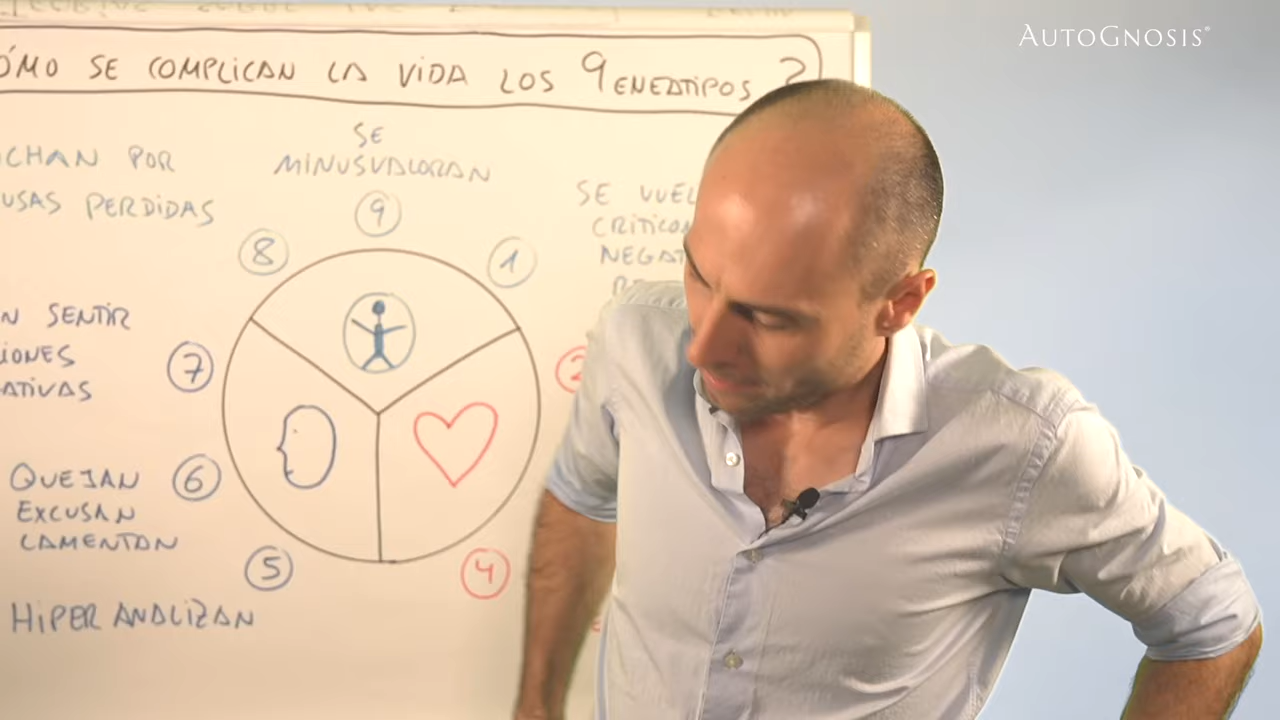 AUTOGNOSIS®
ÓMO SE COMPLICAN LA VIDA LOS 9 ENEATIPOS ?
CHAN POR
USAS PERDIDAS
SE
MINUSVALORAN
SE VUEL
CRITICO
NEGAT
9
8
1
N SENTIR
IONES
ATIVAS
7
2
QUEJAN
EXCUSAN
LAMENTAN
6
5
4
HIPER ANALIZAN